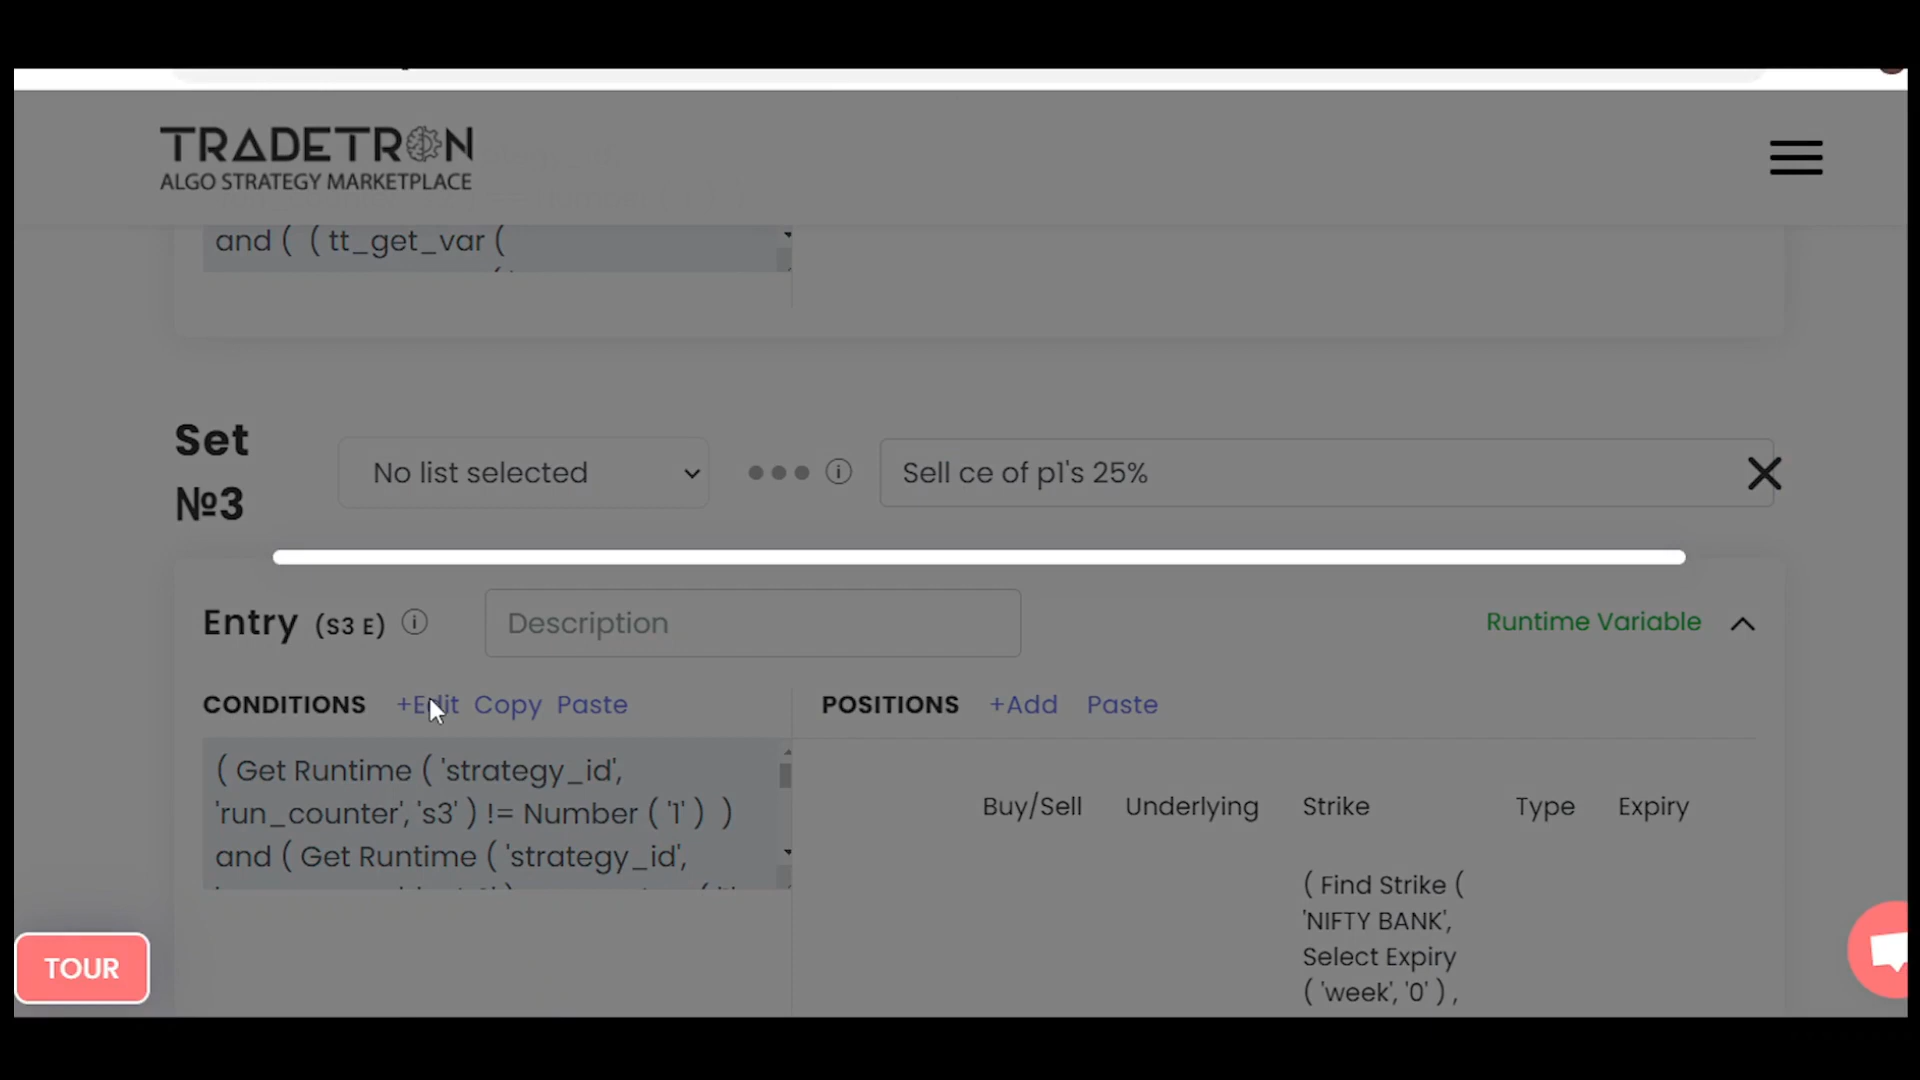 TRADETRON
ALGO STRATEGY MARKETPLACE
and ( ( tt_get_var (
Set
№3
No list selected
Sell ce of p1's 25%
Entry (S3 E)
Description
Runtime Variable
CONDITIONS +Edit Copy Paste
POSITIONS +Add Paste
( Get Runtime ( 'strategy_id',
'run_counter', 's3' ) != Number ( '1' ) )
and ( Get Runtime ( 'strategy_id',
Buy/Sell Underlying Strike Type Expiry
( Find Strike (
'NIFTY BANK',
Select Expiry
( 'week', '0' ) ,
TOUR